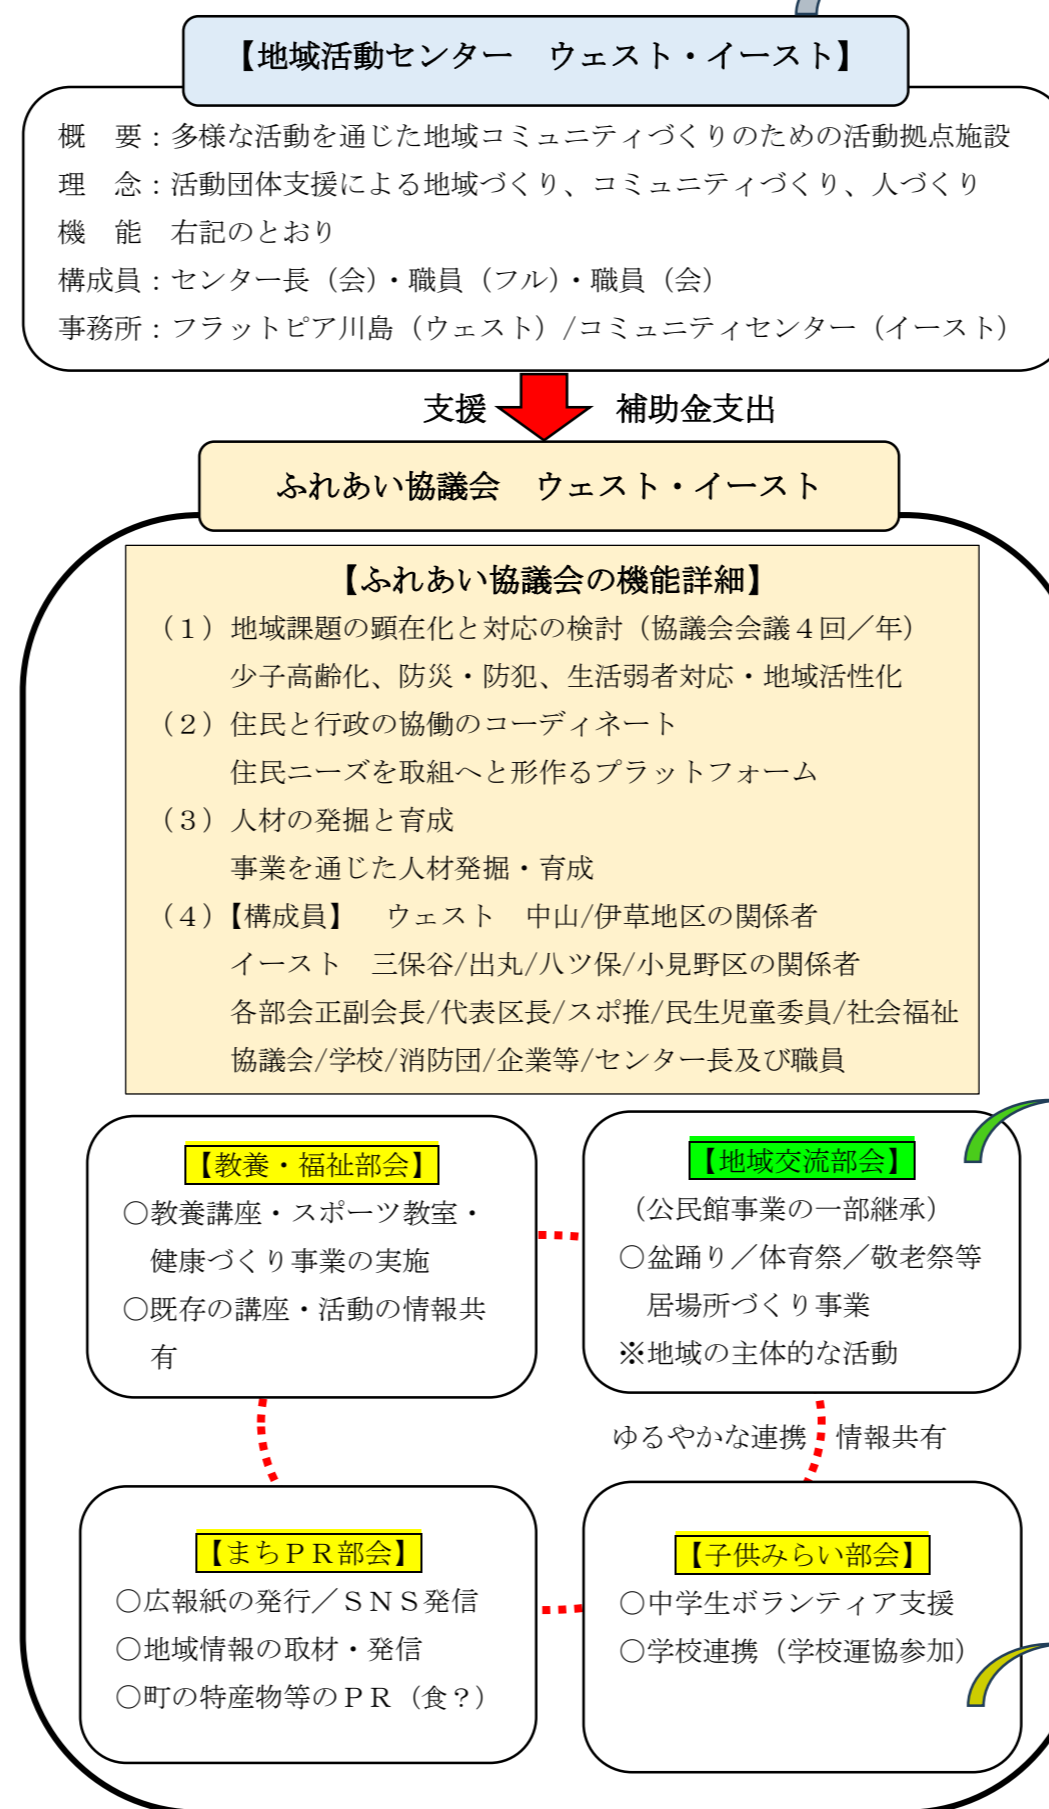 【地域活動センター　ウェスト・イースト】
概　要：多様な活動を通じた地域コミュニティづくりのための活動拠点施設
理　念：活動団体支援による地域づくり、コミュニティづくり、人づくり
機　能　右記のとおり
構成員：センター長（会）・職員（フル）・職員（会）
事務所：フラットピア川島（ウェスト）/コミュニティセンター（イースト）
支援　補助金支出
ふれあい協議会　ウェスト・イースト
【ふれあい協議会の機能詳細】
（１）地域課題の顕在化と対応の検討（協議会会議４回／年）
少子高齢化、防災・防犯、生活弱者対応・地域活性化
（２）住民と行政の協働のコーディネート
住民ニーズを取組へと形作るプラットフォーム
（３）人材の発掘と育成
事業を通じた人材発掘・育成
（４）【構成員】　ウェスト　中山/伊草地区の関係者
イースト　三保谷/出丸/八ツ保/小見野区の関係者
各部会正副会長/代表区長/スポ推/民生児童委員/社会福祉
協議会/学校/消防団/企業等/センター長及び職員
【教養・福祉部会】
○教養講座・スポーツ教室・
健康づくり事業の実施
○既存の講座・活動の情報共
有
【地域交流部会】
（公民館事業の一部継承）
○盆踊り／体育祭／敬老祭等
居場所づくり事業
※地域の主体的な活動
ゆるやかな連携　情報共有
【まちＰＲ部会】
○広報紙の発行／ＳＮＳ発信
○地域情報の取材・発信
○町の特産物等のＰＲ（食？）
【子供みらい部会】
○中学生ボランティア支援
○学校連携（学校運協参加）